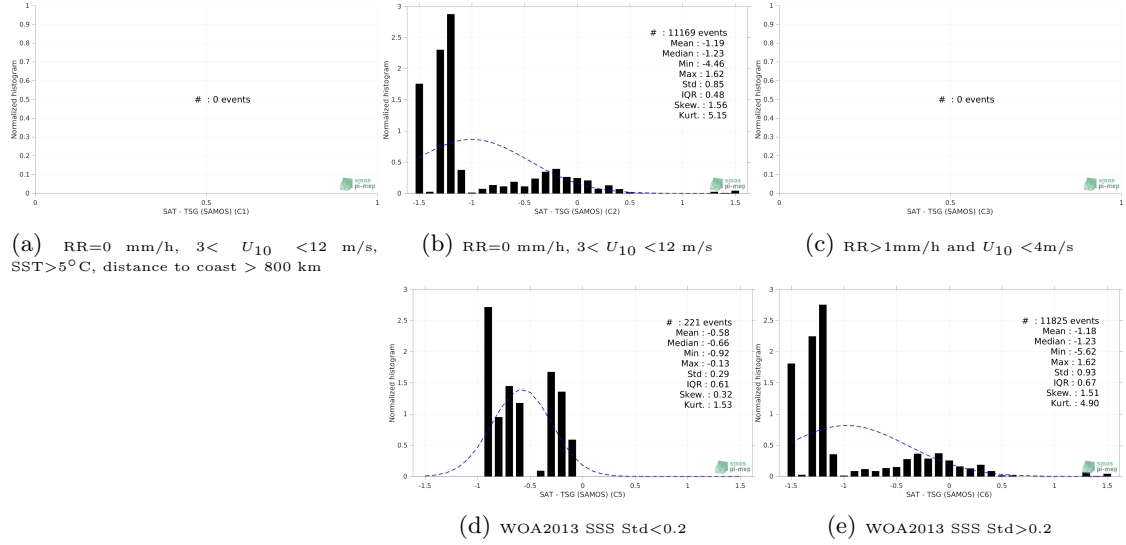 1
0.9
0.8
0.7
0.6
0.5
0.4
0.3
0.2
0.1
0
Normalized histogram
# : 0 events
0 0.5 1
SAT - TSG (SAMOS) (C1)
smos
pi-mep
(a) RR=0 mm/h, 3< U10 <12 m/s,
SST>5°C, distance to coast > 800 km
3
2.5
2
1.5
1
0.5
0
Normalized histogram
# : 11169 events
Mean : -1.19
Median : -1.23
Min : -4.46
Max : 1.62
Std : 0.85
IQR : 0.48
Skew. : 1.56
Kurt. : 5.15
-1.5 -1 -0.5 0 0.5 1 1.5
SAT - TSG (SAMOS) (C2)
smos
pi-mep
(b) RR=0 mm/h, 3< U10 <12 m/s
1
0.9
0.8
0.7
0.6
0.5
0.4
0.3
0.2
0.1
0
Normalized histogram
# : 0 events
0 0.5 1
SAT - TSG (SAMOS) (C3)
smos
pi-mep
(c) RR>1mm/h and U10 <4m/s
3
2.5
2
1.5
1
0.5
0
Normalized histogram
# : 221 events
Mean : -0.58
Median : -0.66
Min : -0.92
Max : -0.13
Std : 0.29
IQR : 0.61
Skew. : 0.32
Kurt. : 1.53
-1.5 -1 -0.5 0 0.5 1 1.5
SAT - TSG (SAMOS) (C5)
smos
pi-mep
(d) WOA2013 SSS Std<0.2
3
2.5
2
1.5
1
0.5
0
Normalized histogram
# : 11825 events
Mean : -1.18
Median : -1.23
Min : -5.62
Max : 1.62
Std : 0.93
IQR : 0.67
Skew. : 1.51
Kurt. : 4.90
-1.5 -1 -0.5 0 0.5 1 1.5
SAT - TSG (SAMOS) (C6)
smos
pi-mep
(e) WOA2013 SSS Std>0.2